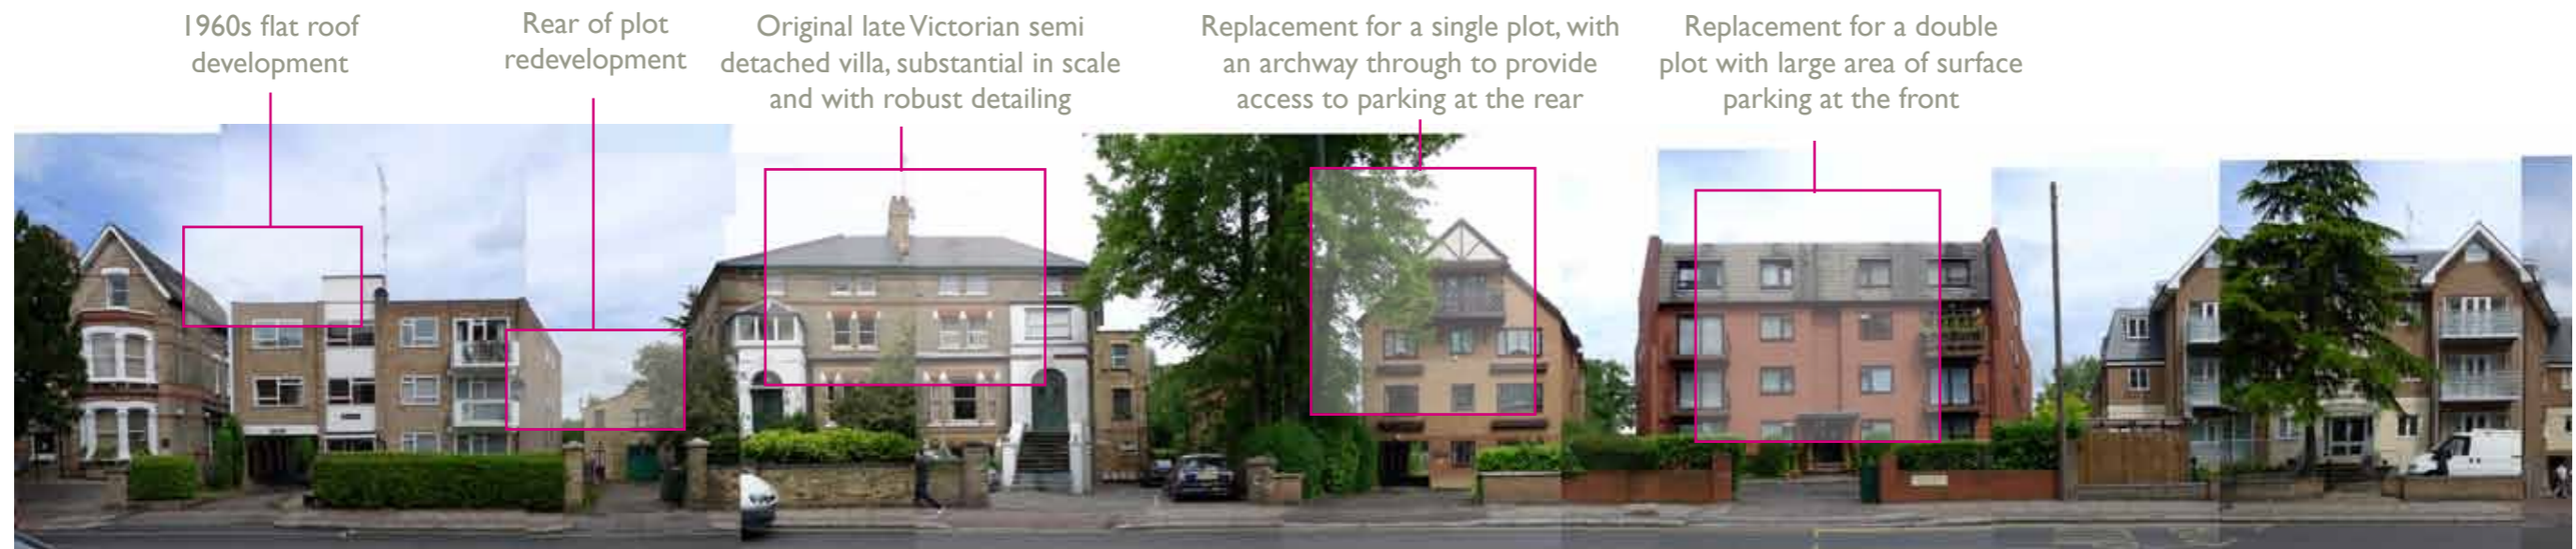 1960s flat roof
development
Rear of plot
redevelopment
Original late Victorian semi
detached villa, substantial in scale
and with robust detailing
Replacement for a single plot, with
an archway through to provide
access to parking at the rear
Replacement for a double
plot with large area of surface
parking at the front